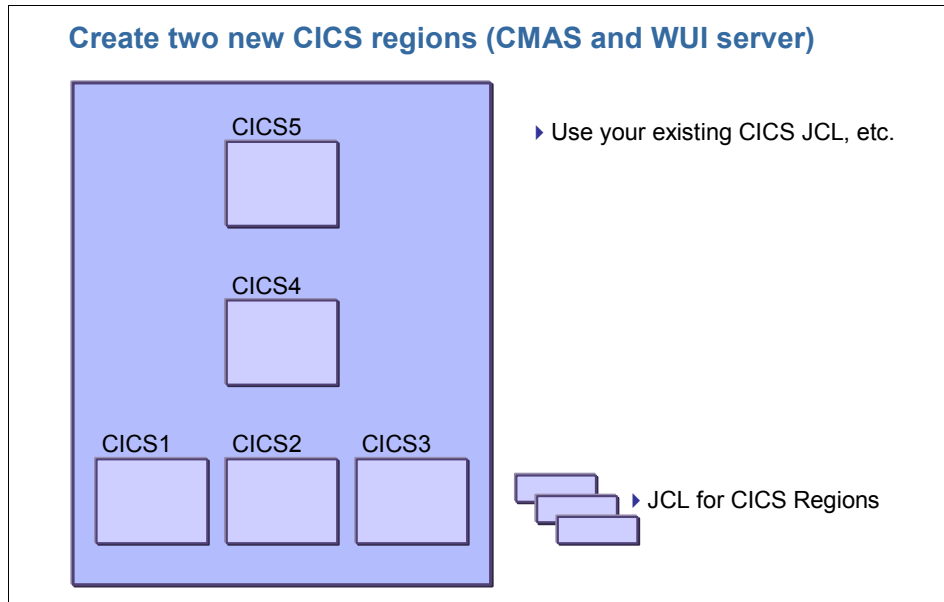 Create two new CICS regions (CMAS and WUI server)
CICS5
Use your existing CICS JCL, etc.
CICS4
CICS1
CICS2
CICS3
JCL for CICS Regions